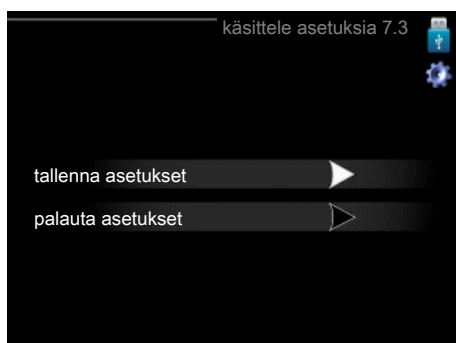 käsittele asetuksia 7.3
tallenna asetukset
palauta asetukset